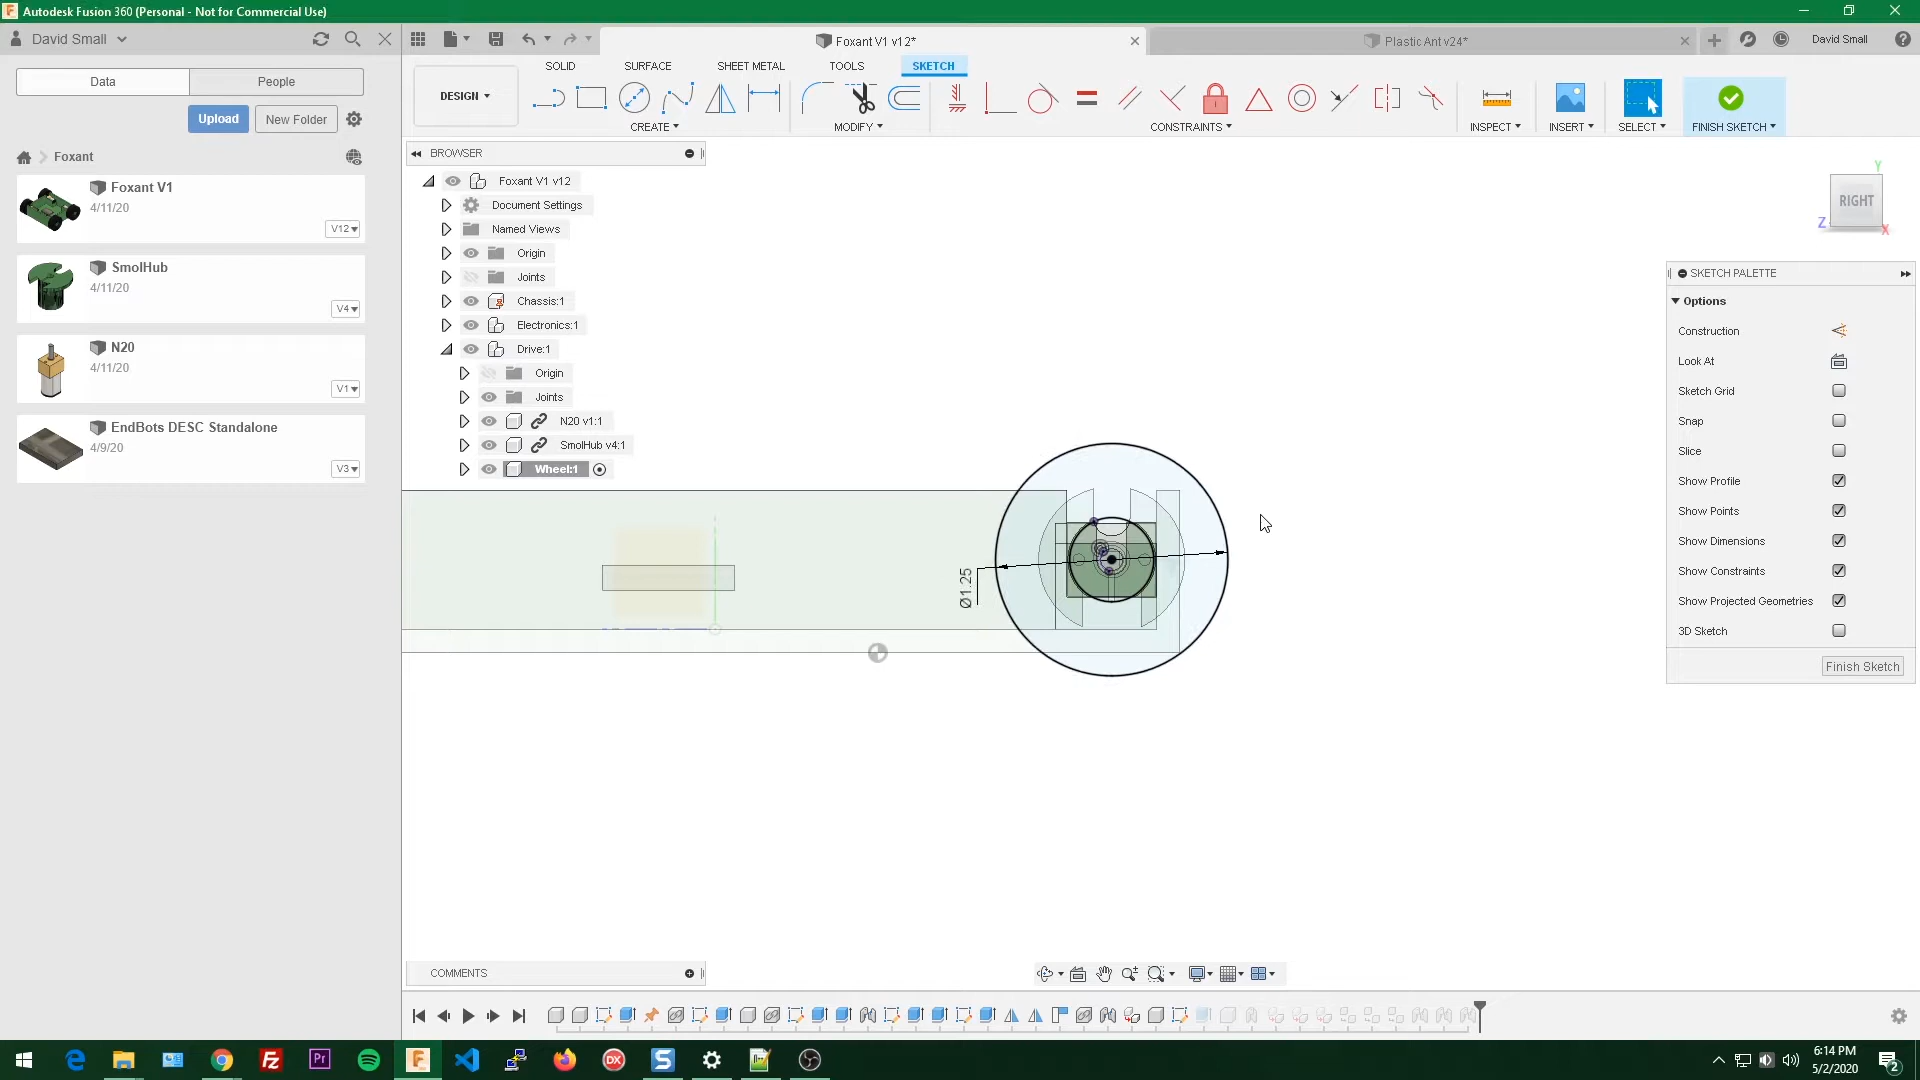 Autodesk Fusion 360 (Personal - Not for Commercial Use)
David Small
Data
People
Upload
New Folder
Foxant
Foxant V1
4/11/20
V12
SmolHub
4/11/20
V4
N20
4/11/20
V1
EndBots DESC Standalone
4/9/20
V3
Foxant V1 v12*
Plastic Ant v24*
David Small
DESIGN
SOLID
SURFACE
SHEET METAL
TOOLS
SKETCH
CREATE
MODIFY
CONSTRAINTS
INSPECT
INSERT
SELECT
FINISH SKETCH
BROWSER
Foxant V1 v12
Document Settings
Named Views
Origin
Joints
Chassis:1
Electronics:1
Drive:1
Origin
Joints
N20 v1:1
SmolHub v4:1
Wheel:1
Ø1.25
Y
RIGHT
Z
X
SKETCH PALETTE
Options
Construction
Look At
Sketch Grid
Snap
Slice
Show Profile
Show Points
Show Dimensions
Show Constraints
Show Projected Geometries
3D Sketch
Finish Sketch
COMMENTS
6:14 PM
5/2/2020
2